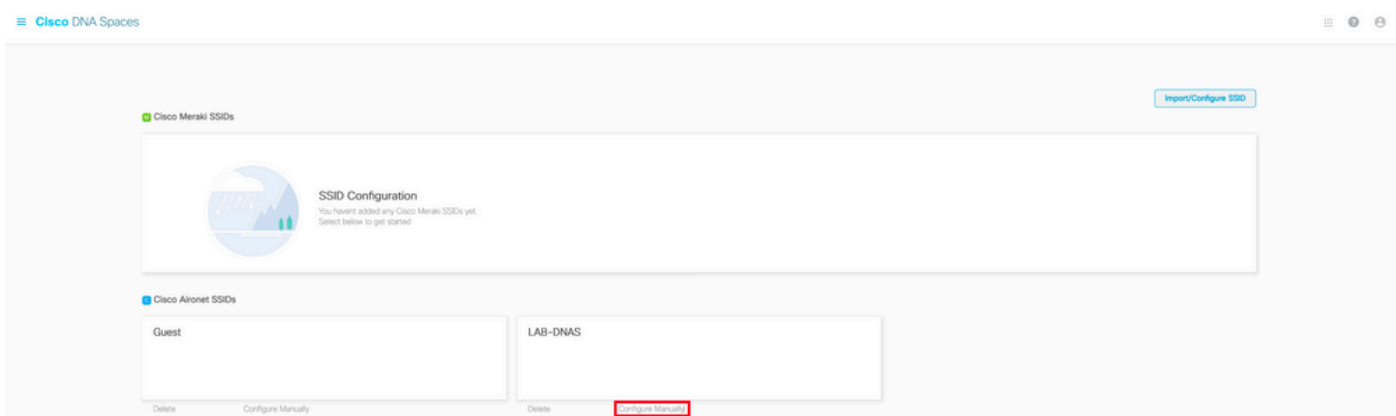 Cisco DNA Spaces
Import/Configure SSID
Cisco Meraki SSIDs
SSID Configuration
You havent added any Cisco Meraki SSIDs yet.
Select below to get started
Cisco Aironet SSIDs
Guest
LAB-DNAS
Delete Configure Manually
Delete Configure Manually